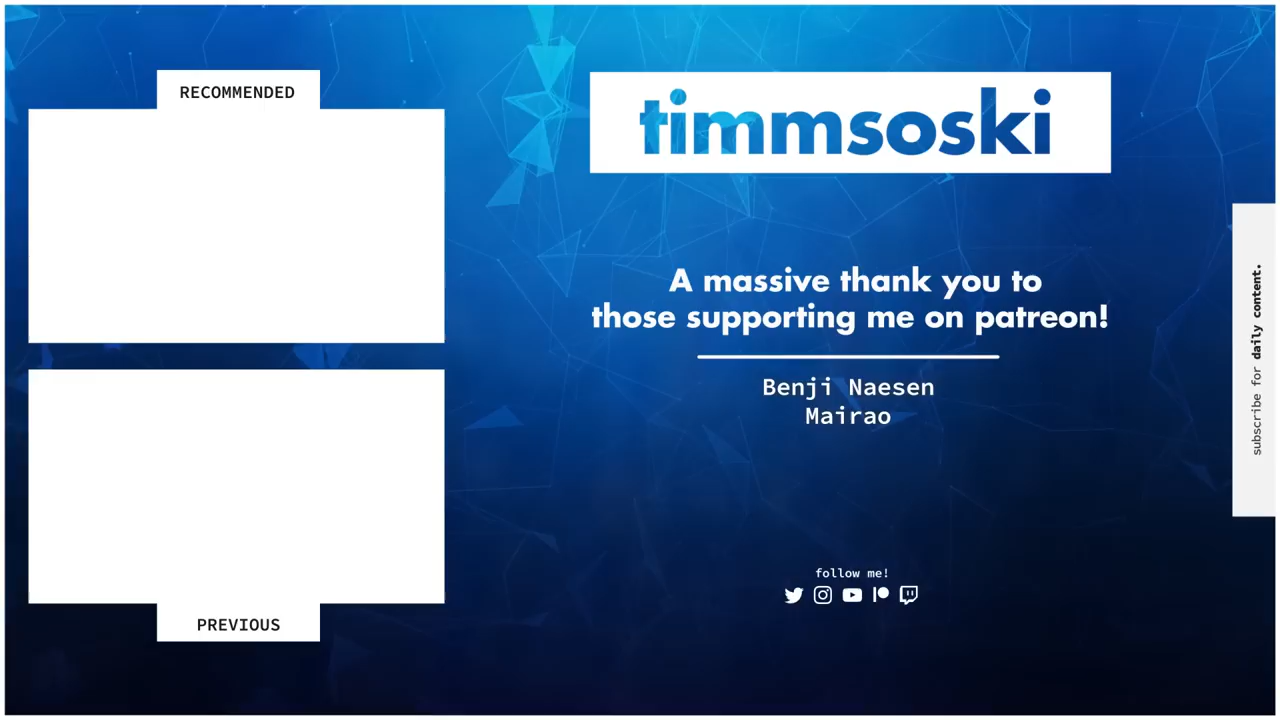 RECOMMENDED
PREVIOUS
timmsoski
A massive thank you to
those supporting me on patreon!
Benji Naesen
Mairao
follow me!
subscribe for daily content.